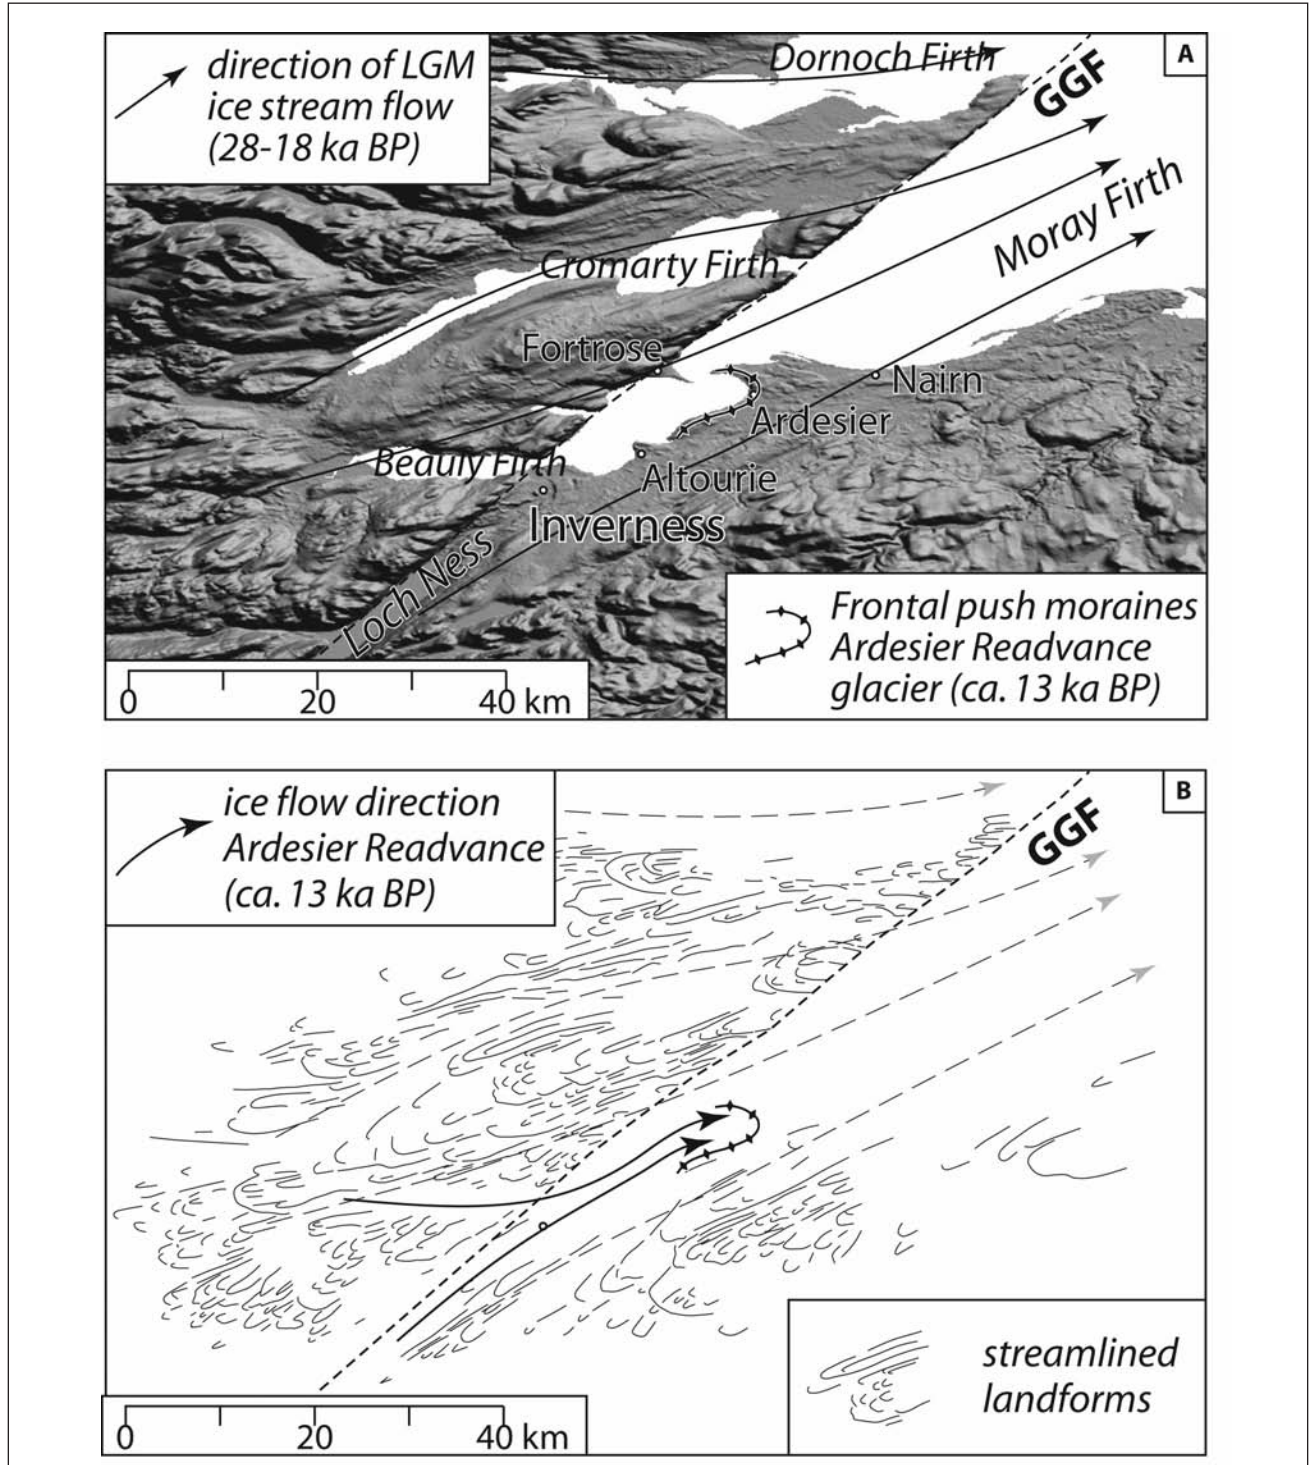 direction of LGM
ice stream flow
(28-18 ka BP)
Dornoch Firth
A
GGF
Moray Firth
Cromarty Firth
Fortrose
Nairn
Ardesier
Beauly Firth
Altourie
Inverness
Loch Ness
Frontal push moraines
Ardesier Readvance
glacier (ca. 13 ka BP)
0 20 40 km
ice flow direction
Ardesier Readvance
(ca. 13 ka BP)
B
GGF
streamlined
landforms
0 20 40 km